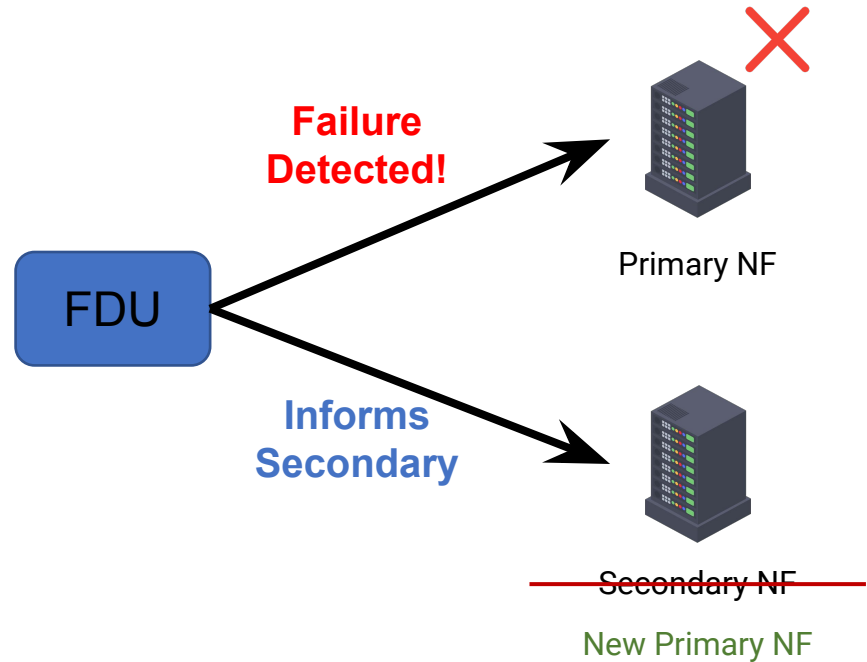 Failure
Detected!
Primary NF
FDU
Informs
Secondary
Secondary NF
New Primary NF